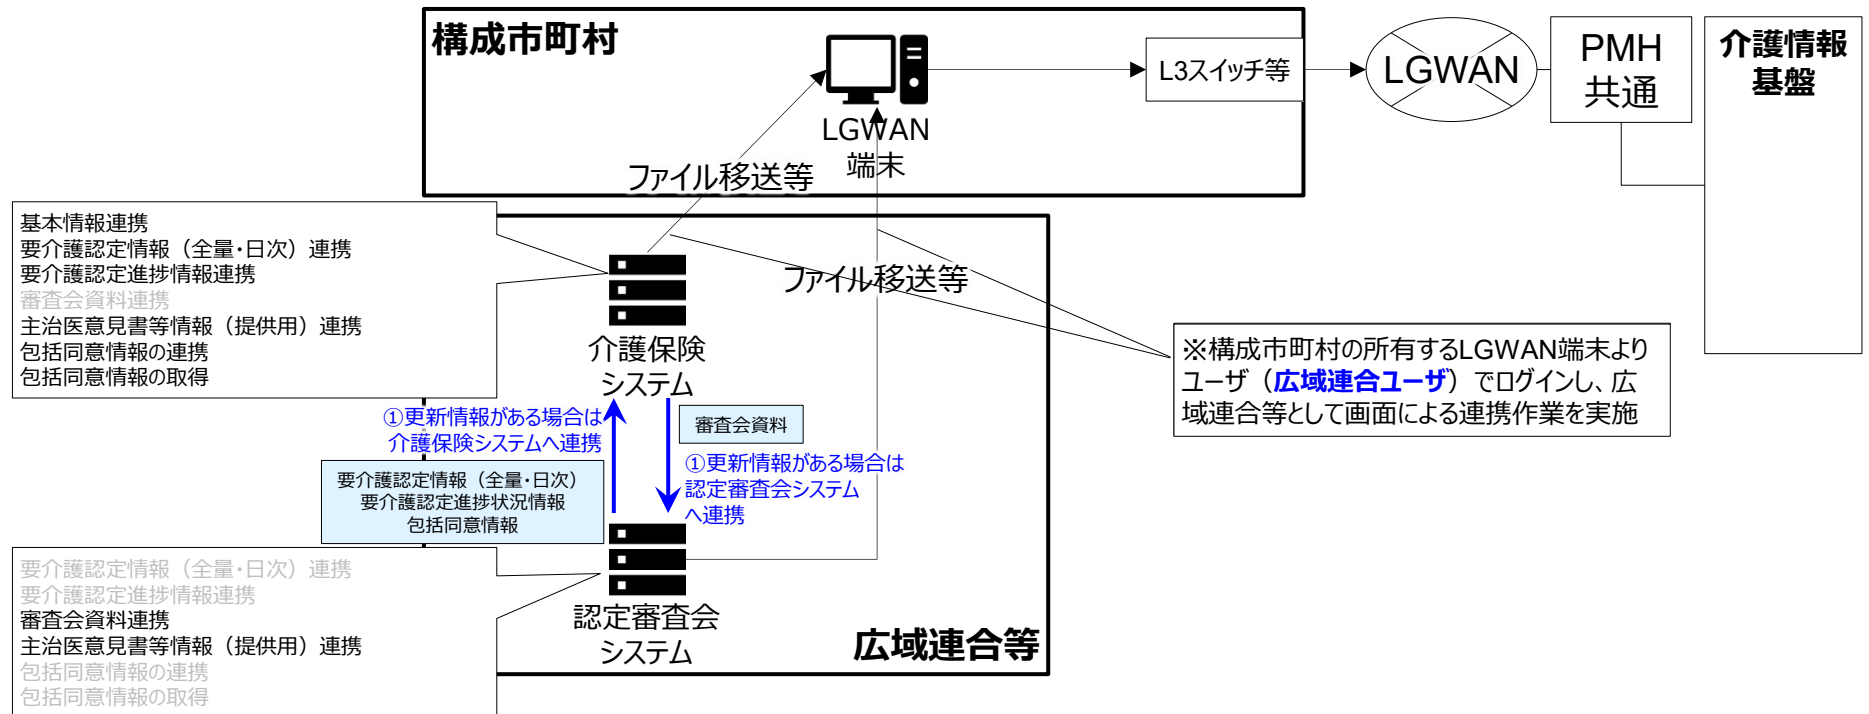 構成市町村
LGWAN
端末
L3スイッチ等
LGWAN
PMH
共通
介護情報
基盤
ファイル移送等
基本情報連携
要介護認定情報（全量・日次）連携
要介護認定進捗情報連携
審査会資料連携
主治医意見書等情報（提供用）連携
包括同意情報の連携
包括同意情報の取得
ファイル移送等
介護保険
システム
※構成市町村の所有するLGWAN端末より
ユーザ（広域連合ユーザ）でログインし、広
域連合等として画面による連携作業を実施
①更新情報がある場合は
介護保険システムへ連携
審査会資料
①更新情報がある場合は
認定審査会システム
へ連携
要介護認定情報（全量・日次）
要介護認定進捗状況情報
包括同意情報
要介護認定情報（全量・日次）連携
要介護認定進捗情報連携
審査会資料連携
主治医意見書等情報（提供用）連携
包括同意情報の連携
包括同意情報の取得
認定審査会
システム
広域連合等